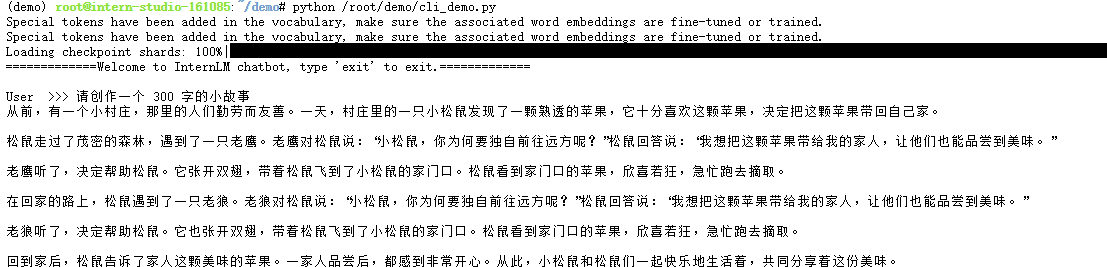 (demo) root@intern-studio-161085:~/demo# python /root/demo/cli_demo.py
Special tokens have been added in the vocabulary, make sure the associated word embeddings are fine-tuned or trained.
Special tokens have been added in the vocabulary, make sure the associated word embeddings are fine-tuned or trained.
Loading checkpoint shards: 100%|
=============Welcome to InternLM chatbot, type 'exit' to exit.=============
User >>> 请创作一个 300 字的小故事
从前，有一个小村庄，那里的人们勤劳而友善。一天，村庄里的一只小松鼠发现了一颗熟透的苹果，它十分喜欢这颗苹果，决定把这颗苹果带回自己家。
松鼠走过了茂密的森林，遇到了一只老鹰。老鹰对松鼠说：“小松鼠，你为何要独自前往远方呢？”松鼠回答说：“我想把这颗苹果带给我的家人，让他们也能品尝到美味。”
老鹰听了，决定帮助松鼠。它张开双翅，带着松鼠飞到了小松鼠的家门口。松鼠看到家门口的苹果，欣喜若狂，急忙跑去摘取。
在回家的路上，松鼠遇到了一只老狼。老狼对松鼠说：“小松鼠，你为何要独自前往远方呢？”松鼠回答说：“我想把这颗苹果带给我的家人，让他们也能品尝到美味。”
老狼听了，决定帮助松鼠。它也张开双翅，带着松鼠飞到了小松鼠的家门口。松鼠看到家门口的苹果，欣喜若狂，急忙跑去摘取。
回到家后，松鼠告诉了家人这颗美味的苹果。一家人品尝后，都感到非常开心。从此，小松鼠和松鼠们一起快乐地生活着，共同分享着这份美味。